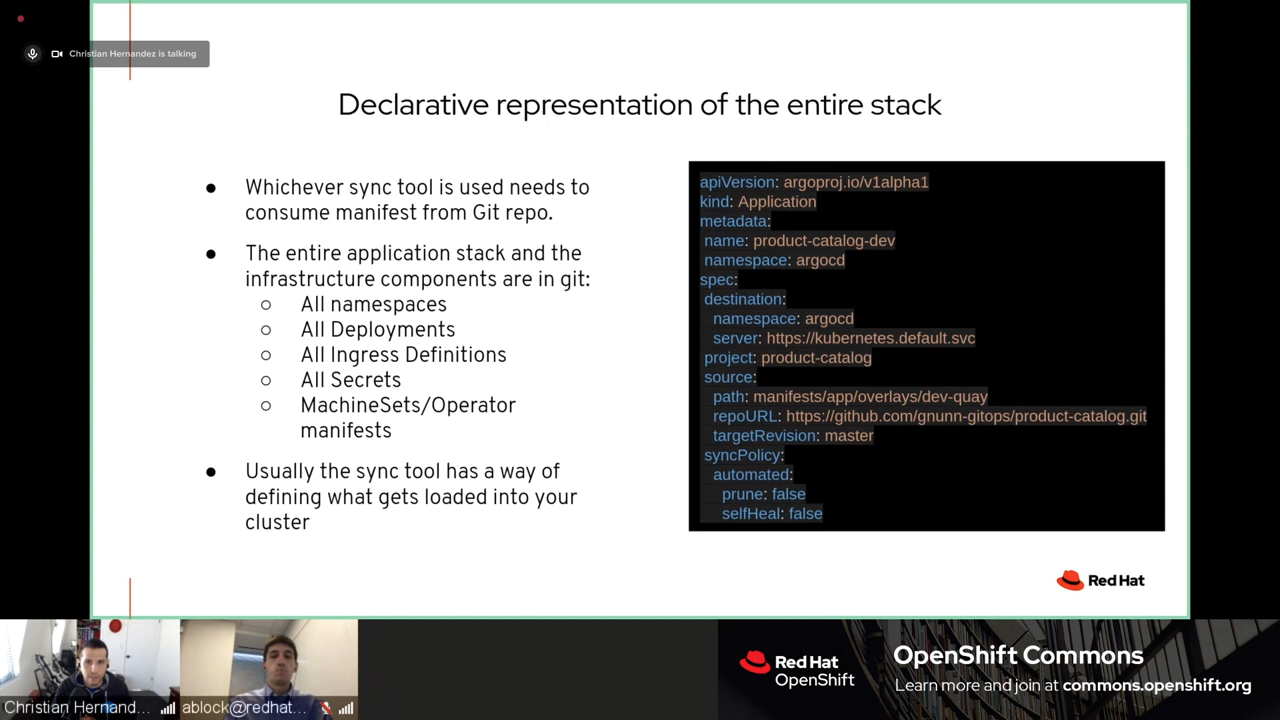 Christian Hernandez is talking
Declarative representation of the entire stack
● Whichever sync tool is used needs to
consume manifest from Git repo.
● The entire application stack and the
infrastructure components are in git:
○ All namespaces
○ All Deployments
○ All Ingress Definitions
○ All Secrets
○ MachineSets/Operator
manifests
● Usually the sync tool has a way of
defining what gets loaded into your
cluster
apiVersion: argoproj.io/v1alpha1
kind: Application
metadata:
name: product-catalog-dev
namespace: argocd
spec:
destination:
namespace: argocd
server: https://kubernetes.default.svc
project: product-catalog
source:
path: manifests/app/overlays/dev-quay
repoURL: https://github.com/gnunn-gitops/product-catalog.git
targetRevision: master
syncPolicy:
automated:
prune: false
selfHeal: false
Red Hat
Christian Hernand...
ablock@redhat...
Red Hat
OpenShift
OpenShift Commons
Learn more and join at commons.openshift.org